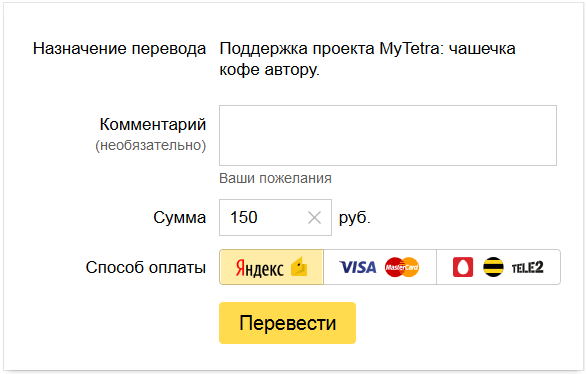 Назначение перевода
Поддержка проекта MyTetra: чашечка
кофе автору.
Комментарий
(необязательно)
Ваши пожелания
Сумма
150
руб.
Способ оплаты
Яндекс
VISA
MasterCard
TELE2
Перевести